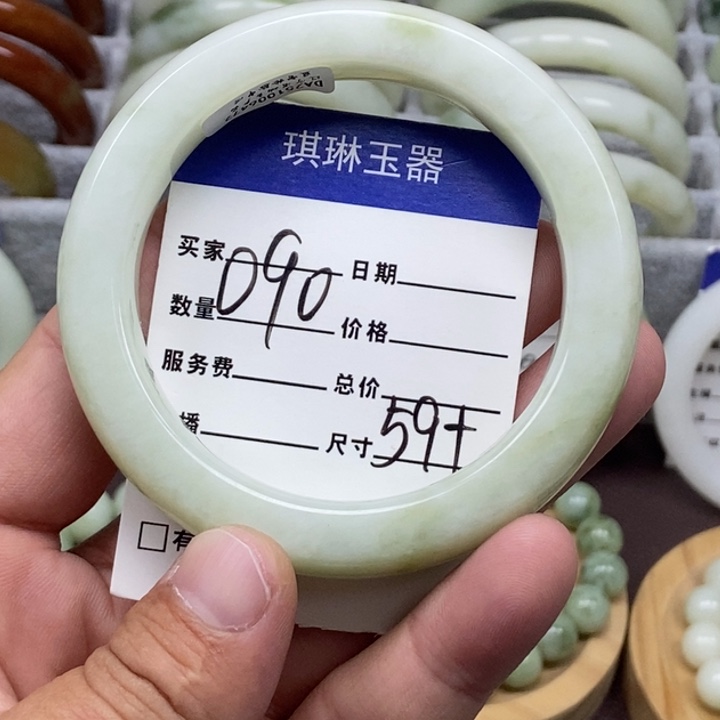 琪琳玉器
买家 日期
090
数量 价格
服务费 总价
播 尺寸 59+
有